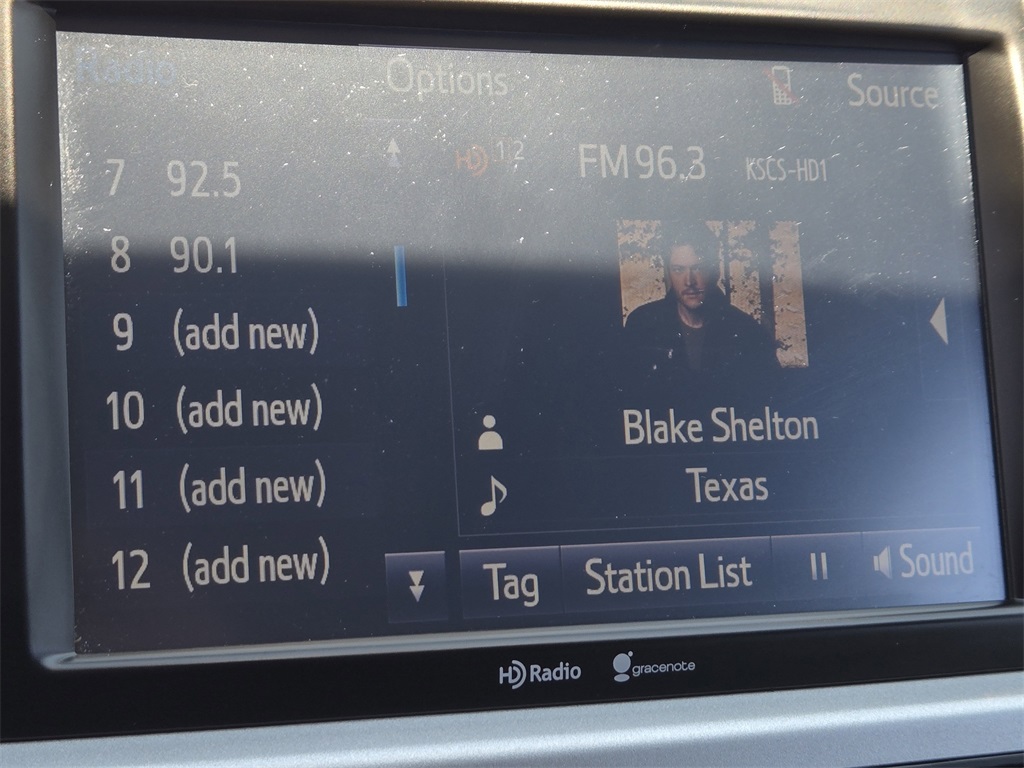 Radio
Options
Source
7 92.5
HD 1 2
FM 96.3 KSCS-HD1
8 90.1
9 (add new)
10 (add new)
11 (add new)
12 (add new)
Blake Shelton
Texas
Tag
Station List
Sound
HD Radio
gracenote